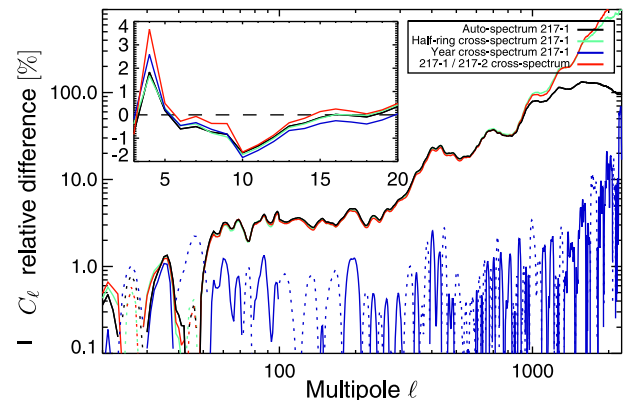 Auto-spectrum 217-1
Half-ring cross-spectrum 217-1
Year cross-spectrum 217-1
217-1 / 217-2 cross-spectrum
4
3
2
1
0
-1
-2
5
10
15
20
Cℓ relative difference [%]
100.0
10.0
1.0
0.1
100
1000
Multipole ℓ